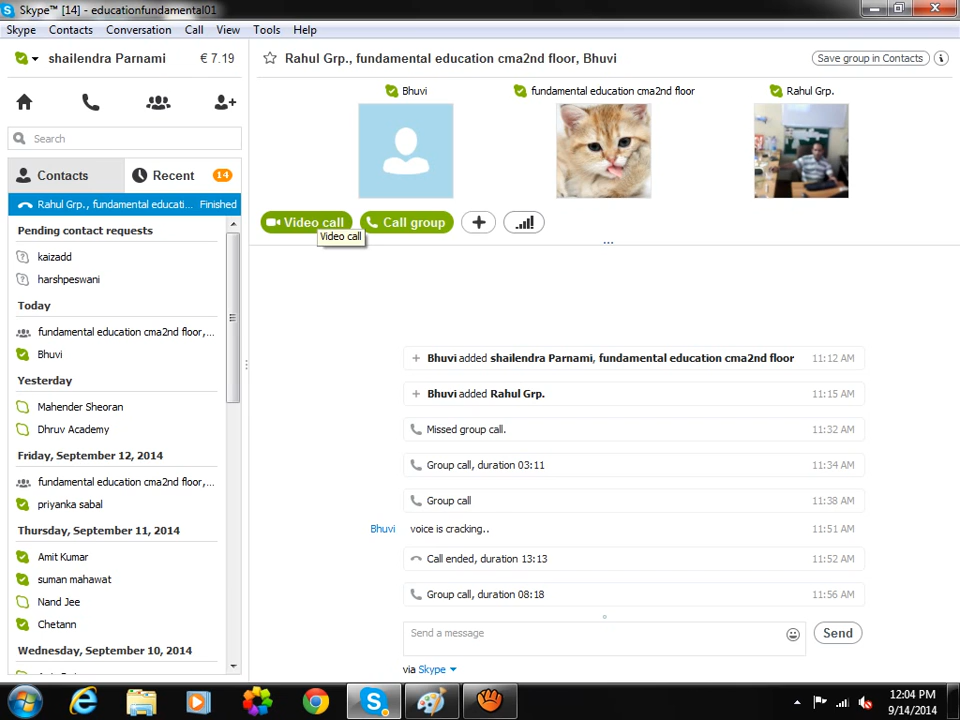 Skype™ [14] - educationfundamental01
Skype Contacts Conversation Call View Tools Help
shailendra Parnami € 7.19
Search
Contacts Recent 14
Rahul Grp., fundamental educati... Finished
Pending contact requests
kaizadd
harshpeswani
Today
fundamental education cma2nd floor,...
Bhuvi
Yesterday
Mahender Sheoran
Dhruv Academy
Friday, September 12, 2014
fundamental education cma2nd floor,...
priyanka sabal
Thursday, September 11, 2014
Amit Kumar
suman mahawat
Nand Jee
Chetann
Wednesday, September 10, 2014
Rahul Grp., fundamental education cma2nd floor, Bhuvi
Save group in Contacts
Bhuvi fundamental education cma2nd floor Rahul Grp.
Video call Call group
Video call
Bhuvi added shailendra Parnami, fundamental education cma2nd floor 11:12 AM
Bhuvi added Rahul Grp. 11:15 AM
Missed group call. 11:32 AM
Group call, duration 03:11 11:34 AM
Group call 11:38 AM
Bhuvi voice is cracking.. 11:51 AM
Call ended, duration 13:13 11:52 AM
Group call, duration 08:18 11:56 AM
Send a message Send
via Skype
12:04 PM
9/14/2014